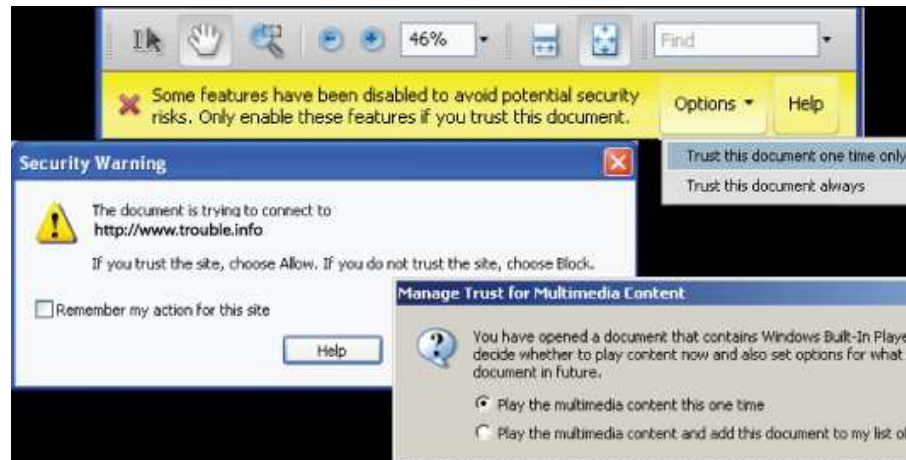 46%
Find
Some features have been disabled to avoid potential security
risks. Only enable these features if you trust this document.
Options
Help
Trust this document one time only
Trust this document always
Security Warning
The document is trying to connect to
http://www.trouble.info
If you trust the site, choose Allow. If you do not trust the site, choose Block.
Remember my action for this site
Help
Manage Trust for Multimedia Content
You have opened a document that contains Windows Built-In Playe
decide whether to play content now and also set options for what
document in future.
Play the multimedia content this one time
Play the multimedia content and add this document to my list of